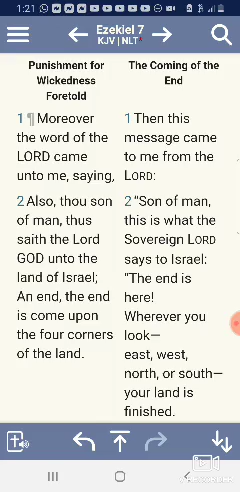 1:21
Ezekiel 7
KJV | NLT
Punishment for
Wickedness
Foretold
1 ¶ Moreover
the word of the
LORD came
unto me, saying,
2 Also, thou son
of man, thus
saith the Lord
GOD unto the
land of Israel;
An end, the end
is come upon
the four corners
of the land.
The Coming of the
End
1 Then this
message came
to me from the
LORD:
2 “Son of man,
this is what the
Sovereign LORD
says to Israel:
“The end is
here!
Wherever you
look—
east, west,
north, or south—
your land is
finished.